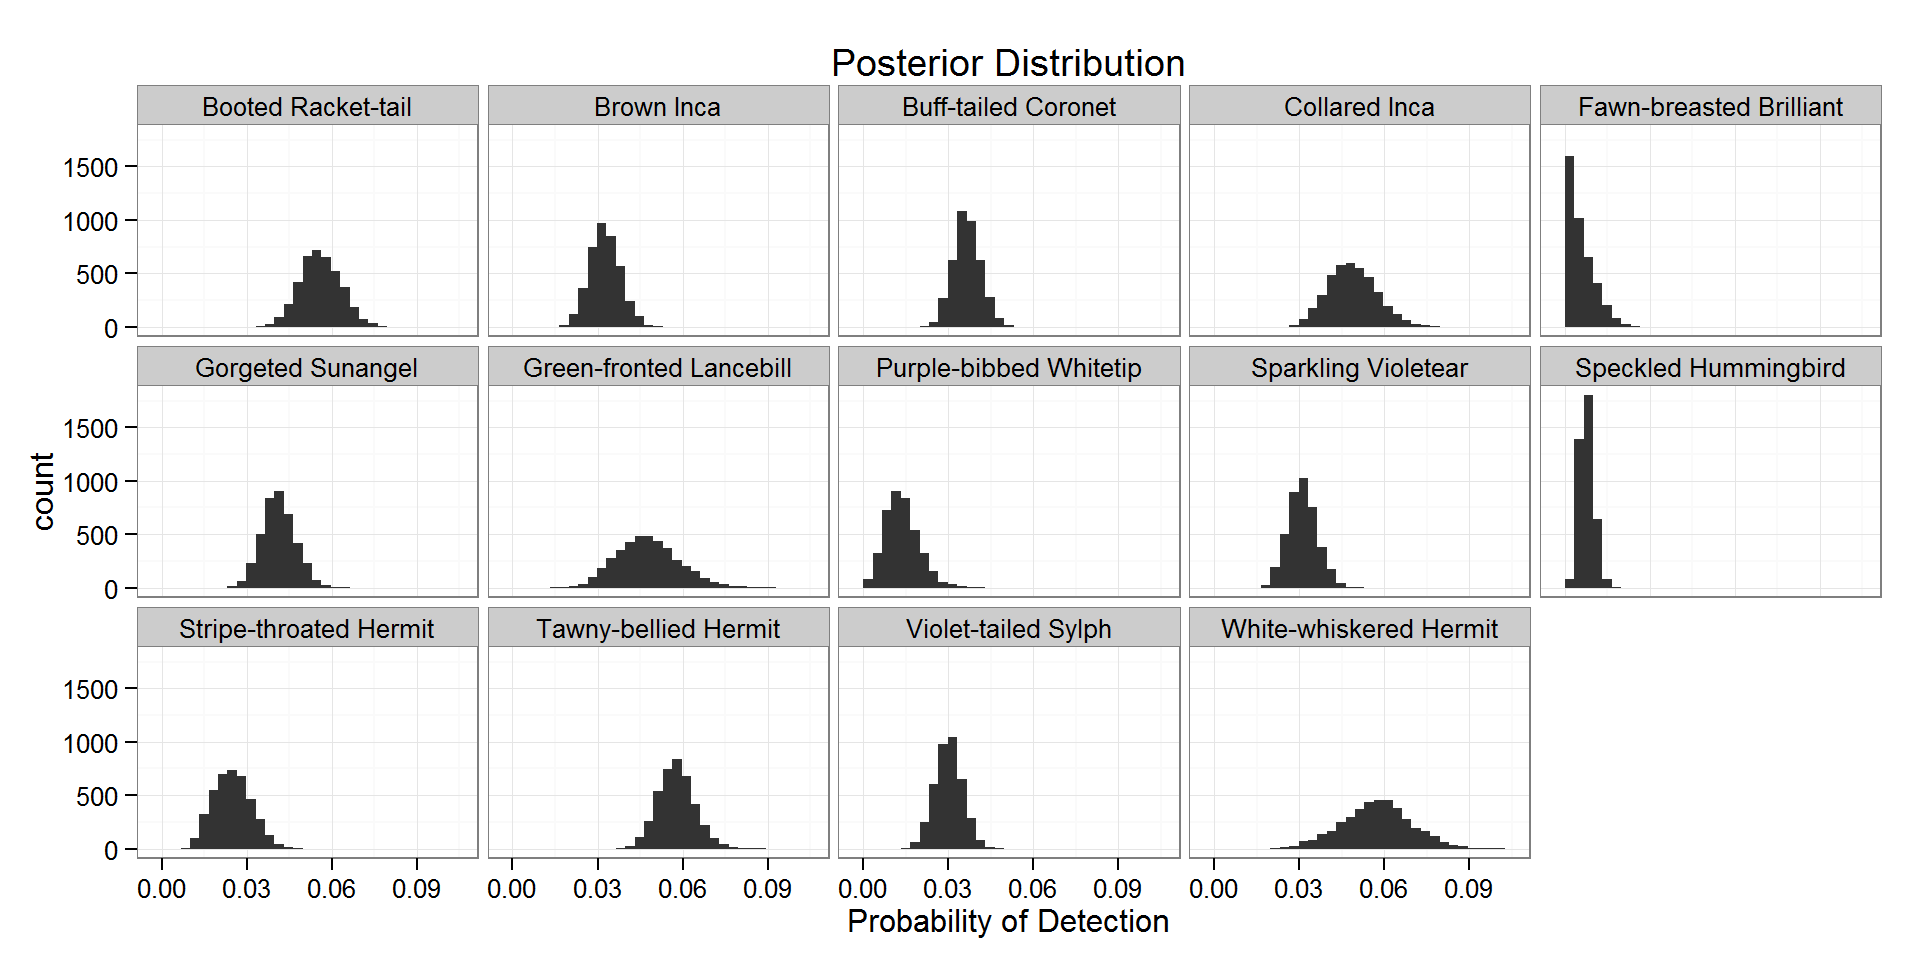 Posterior Distribution
Booted Racket-tail Brown Inca Buff-tailed Coronet Collared Inca Fawn-breasted Brilliant
1500
1000
500
0
Gorgeted Sunangel Green-fronted Lancebill Purple-bibbed Whitetip Sparkling Violetear Speckled Hummingbird
1500
1000
500
0
count
Stripe-throated Hermit Tawny-bellied Hermit Violet-tailed Sylph White-whiskered Hermit
1500
1000
500
0
0.00 0.03 0.06 0.09 0.00 0.03 0.06 0.09 0.00 0.03 0.06 0.09 0.00 0.03 0.06 0.09
Probability of Detection